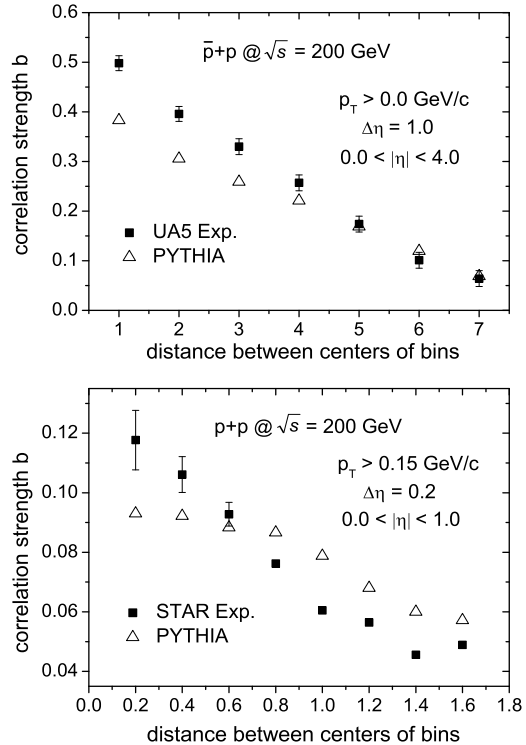 0.6
0.5
0.4
0.3
0.2
0.1
0.0
correlation strength b
p̄+p @ √s = 200 GeV
p_T > 0.0 GeV/c
Δη = 1.0
0.0 < |η| < 4.0
UA5 Exp.
PYTHIA
1 2 3 4 5 6 7
distance between centers of bins
0.12
0.10
0.08
0.06
0.04
correlation strength b
p+p @ √s = 200 GeV
p_T > 0.15 GeV/c
Δη = 0.2
0.0 < |η| < 1.0
STAR Exp.
PYTHIA
0.0 0.2 0.4 0.6 0.8 1.0 1.2 1.4 1.6 1.8
distance between centers of bins